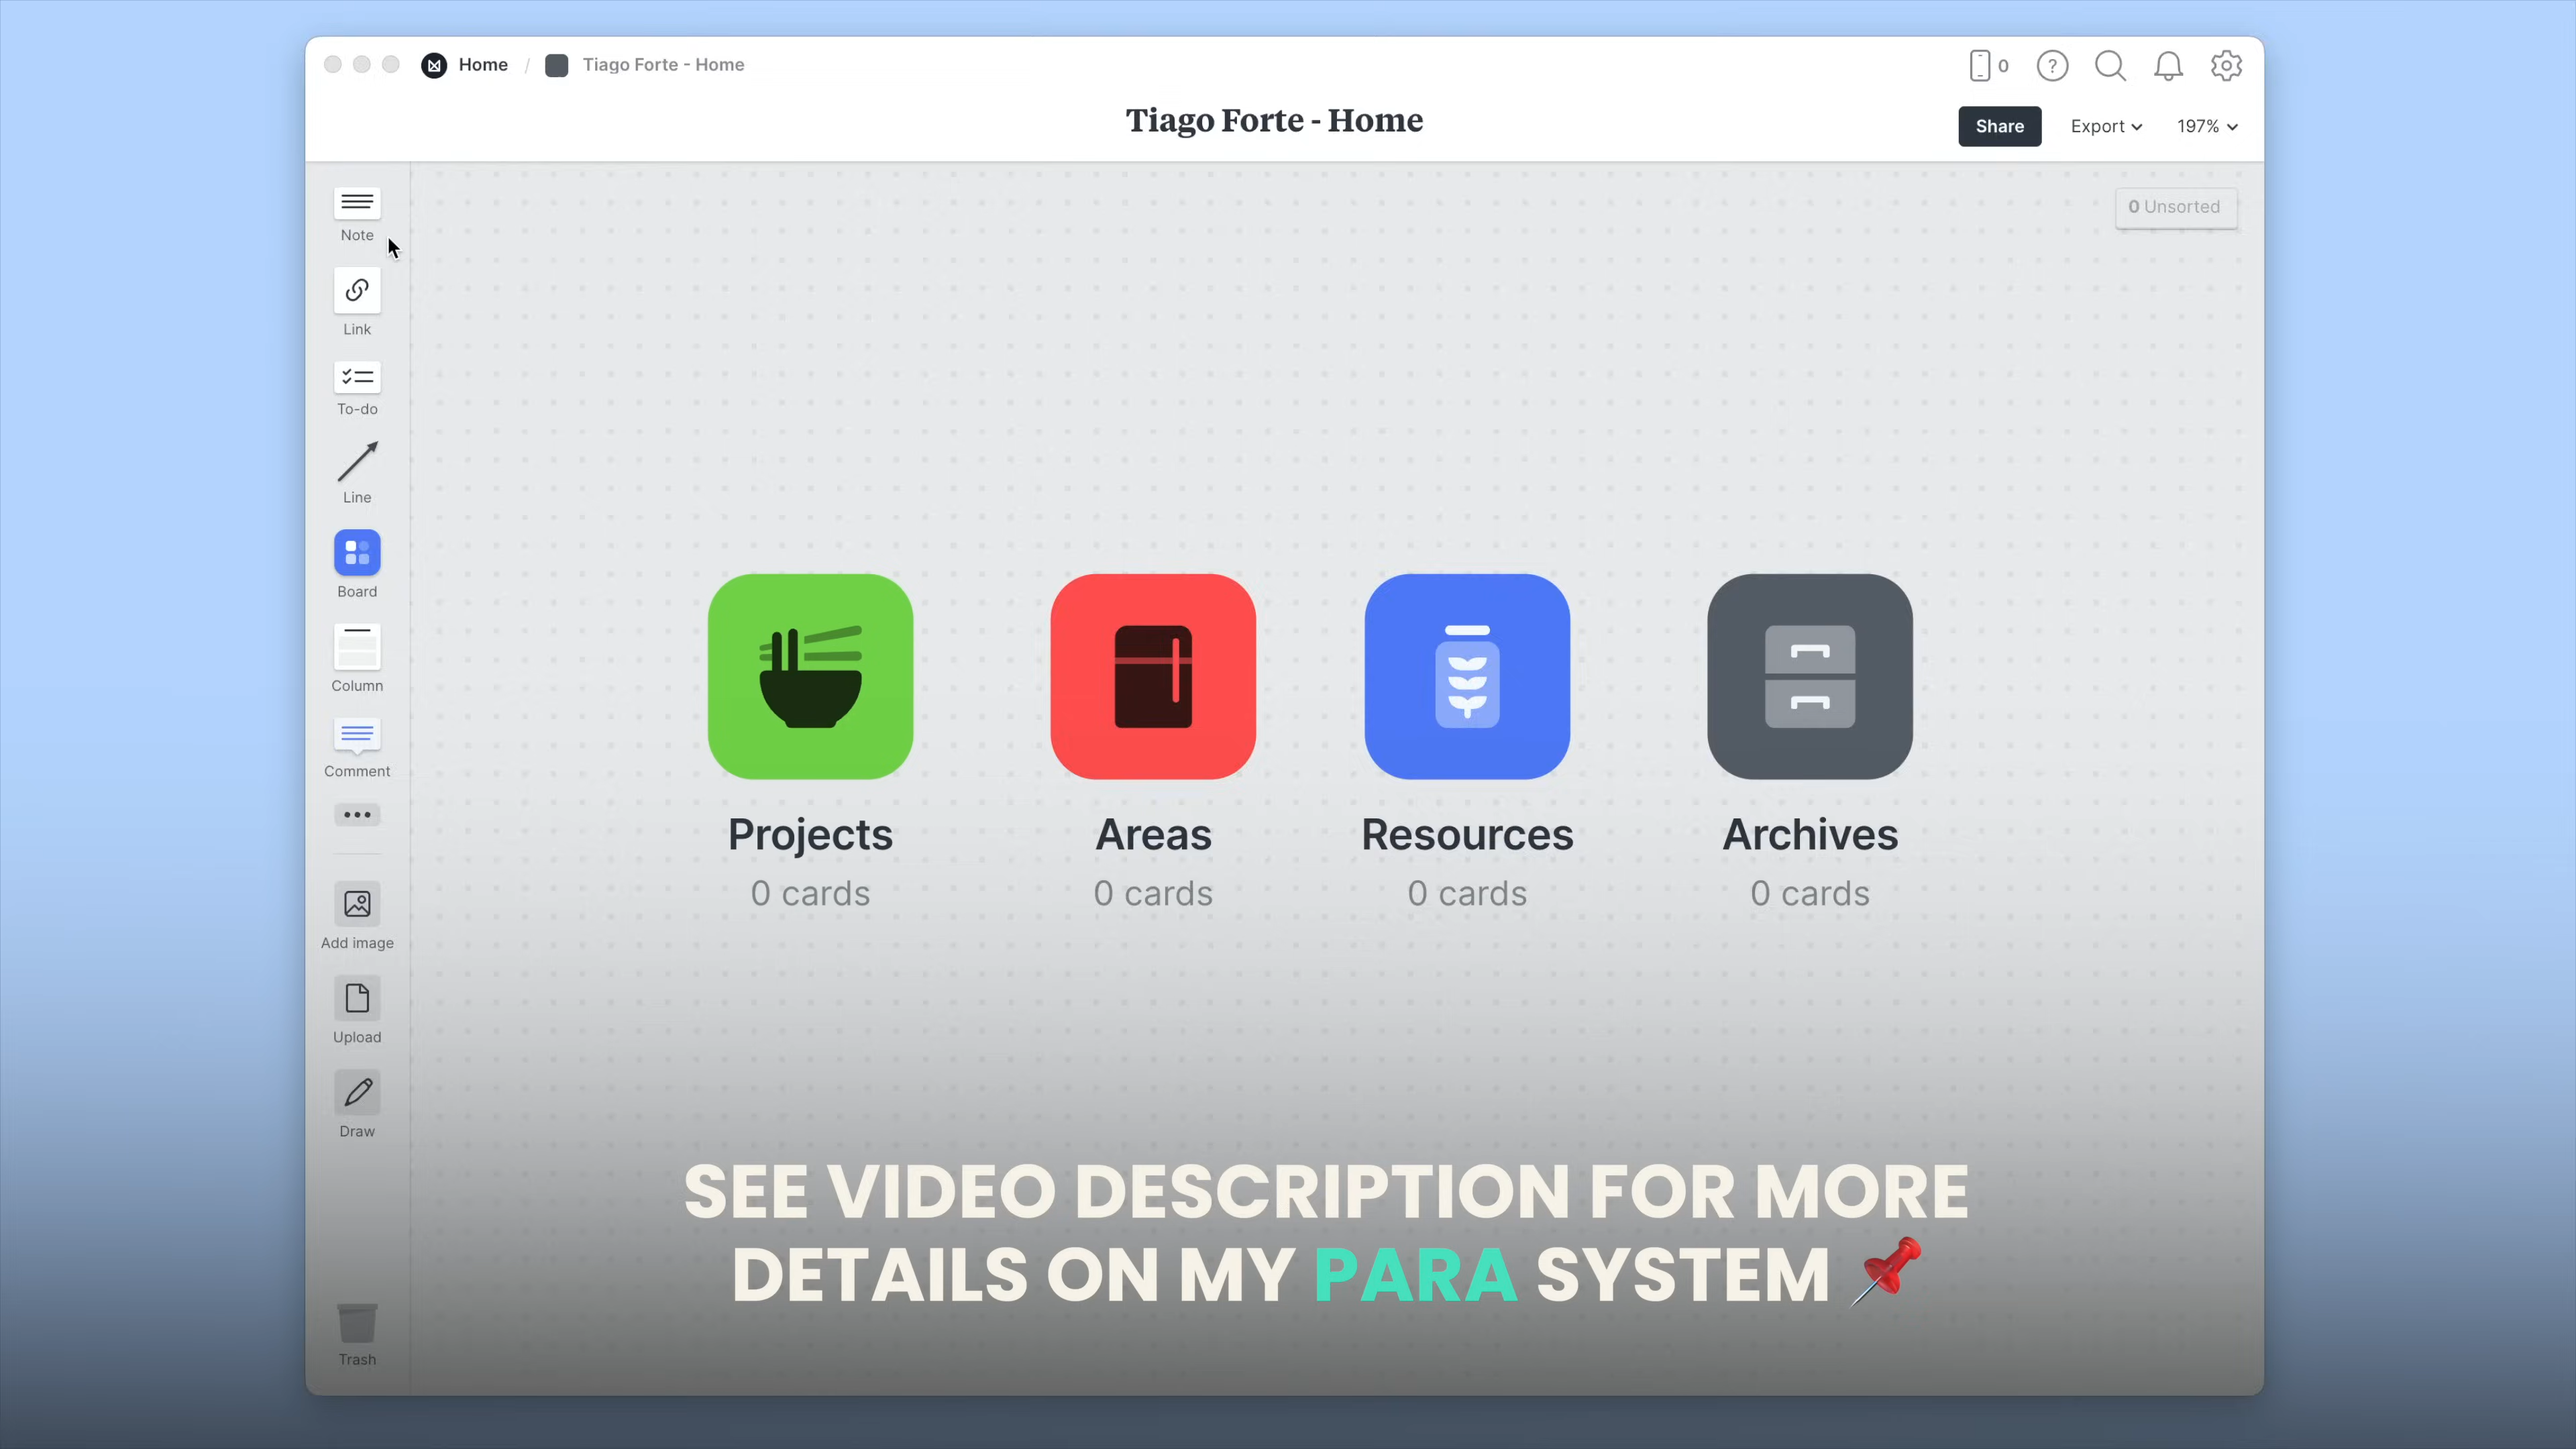 Home / Tiago Forte - Home
0
Tiago Forte - Home
Share
Export
197%
0 Unsorted
Note
Link
To-do
Line
Board
Column
Comment
Add image
Upload
Draw
Trash
Projects
0 cards
Areas
0 cards
Resources
0 cards
Archives
0 cards
SEE VIDEO DESCRIPTION FOR MORE
DETAILS ON MY PARA SYSTEM